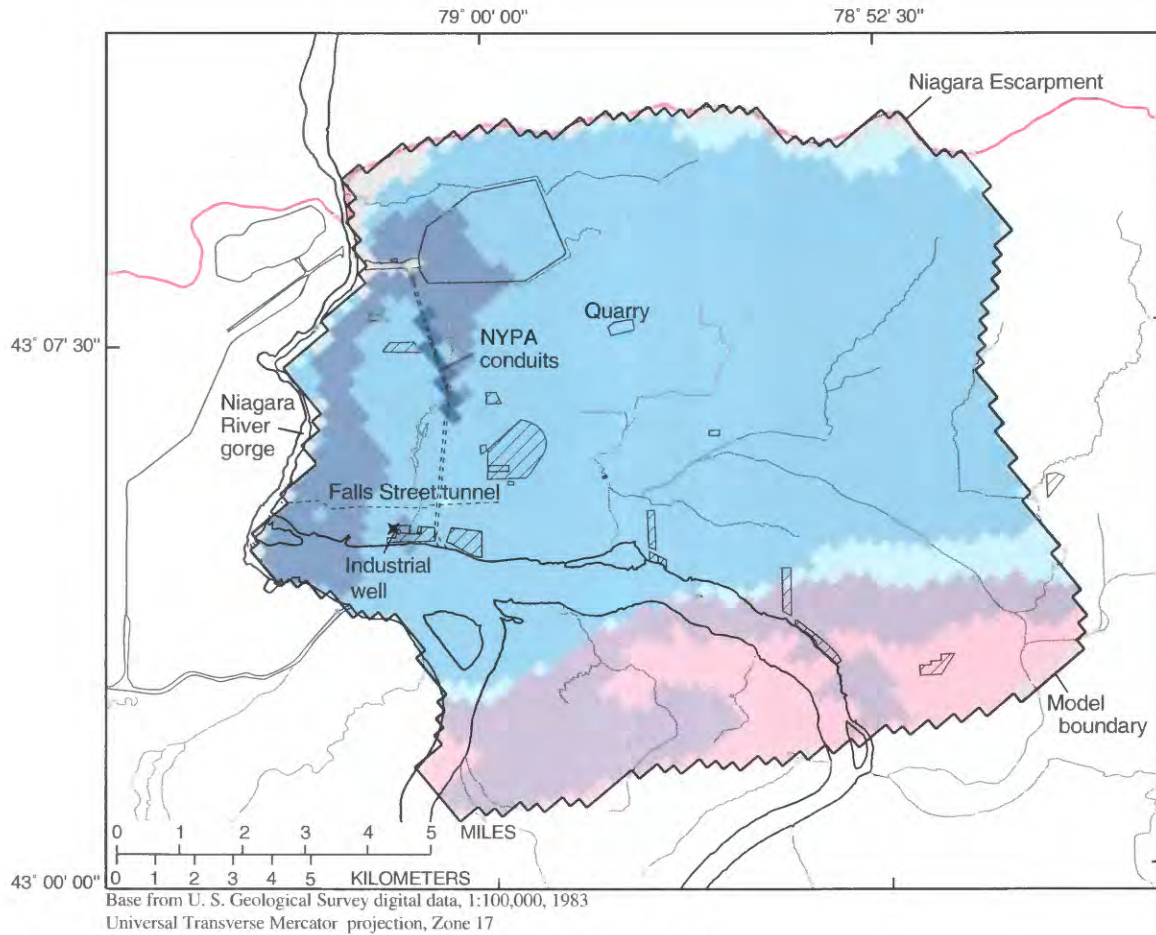 79° 00' 00"
78° 52' 30"
Niagara Escarpment
Quarry
NYPA
conduits
43° 07' 30"
Niagara
River
gorge
Falls Street tunnel
Industrial
well
Model
boundary
0 1 2 3 4 5 MILES
0 1 2 3 4 5 KILOMETERS
43° 00' 00"
Base from U. S. Geological Survey digital data, 1:100,000, 1983
Universal Transverse Mercator projection, Zone 17